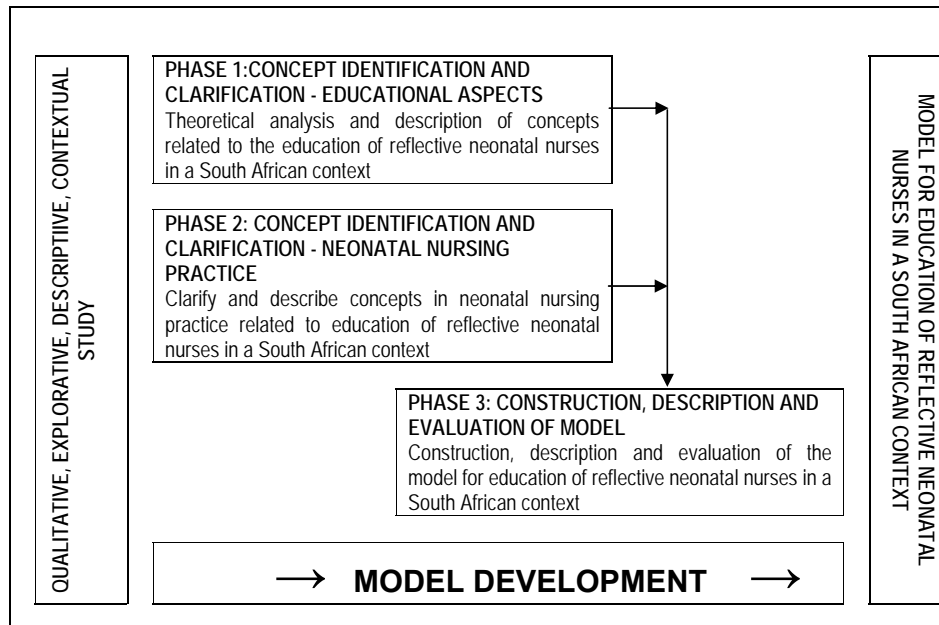 QUALITATIVE, EXPLORATIVE, DESCRIPTIIVE, CONTEXTUAL
STUDY
PHASE 1:CONCEPT IDENTIFICATION AND
CLARIFICATION - EDUCATIONAL ASPECTS
Theoretical analysis and description of concepts
related to the education of reflective neonatal nurses
in a South African context
PHASE 2: CONCEPT IDENTIFICATION AND
CLARIFICATION - NEONATAL NURSING
PRACTICE
Clarify and describe concepts in neonatal nursing
practice related to education of reflective neonatal
nurses in a South African context
PHASE 3: CONSTRUCTION, DESCRIPTION AND
EVALUATION OF MODEL
Construction, description and evaluation of the
model for education of reflective neonatal nurses in a
South African context
→ MODEL DEVELOPMENT →
MODEL FOR EDUCATION OF REFLECTIVE NEONATAL
NURSES IN A SOUTH AFRICAN CONTEXT